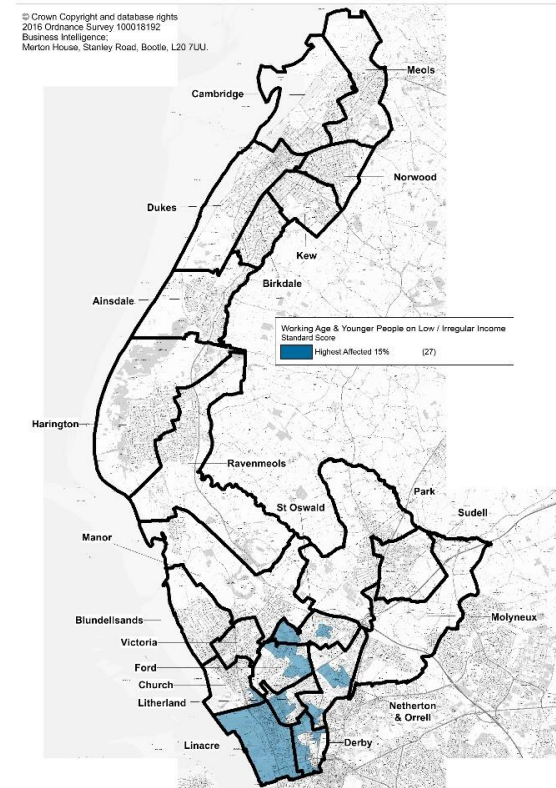 © Crown Copyright and database rights
2016 Ordnance Survey 100018192
Business Intelligence;
Merton House, Stanley Road, Bootle, L20 7UU.
Meols
Cambridge
Norwood
Dukes
Kew
Birkdale
Ainsdale
Working Age & Younger People on Low / Irregular Income
Standard Score
Highest Affected 15% (27)
Harington
Ravenmeols
Park
St Oswald
Sudell
Manor
Blundellsands
Molyneux
Victoria
Ford
Church
Litherland
Netherton
& Orrell
Linacre
Derby